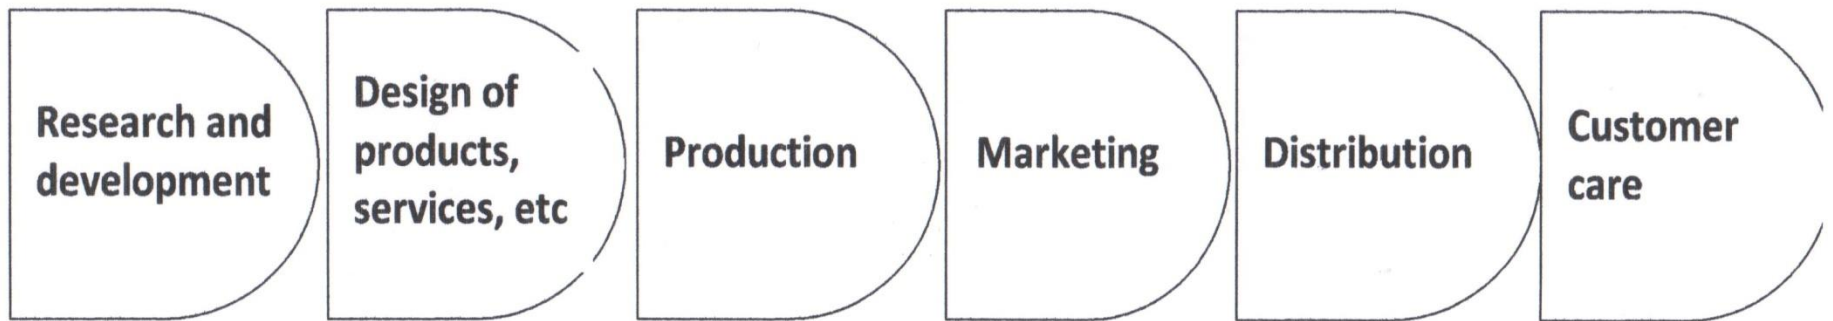 Research and
development
Design of
products,
services, etc
Production
Marketing
Distribution
Customer
care